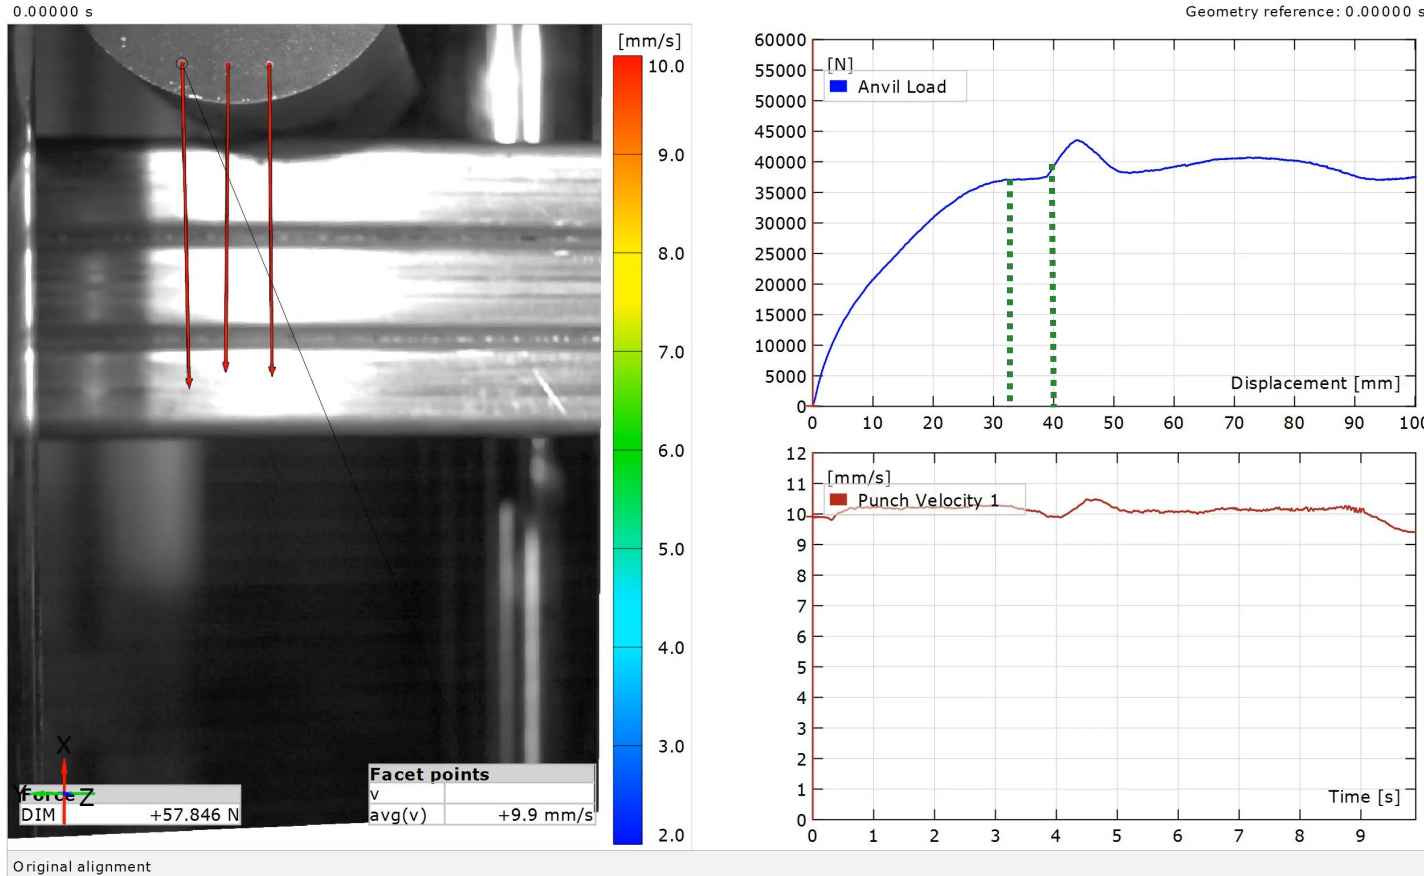 0.00000 s
Geometry reference: 0.00000 s
[mm/s]
10.0
9.0
8.0
7.0
6.0
5.0
4.0
3.0
2.0
X
Y
Z
Force
DIM +57.846 N
Facet points
v
avg(v) +9.9 mm/s
Original alignment
60000
55000
50000
45000
40000
35000
30000
25000
20000
15000
10000
5000
0
[N]
Anvil Load
Displacement [mm]
0 10 20 30 40 50 60 70 80 90 100
12
11
10
9
8
7
6
5
4
3
2
1
0
[mm/s]
Punch Velocity 1
Time [s]
0 1 2 3 4 5 6 7 8 9